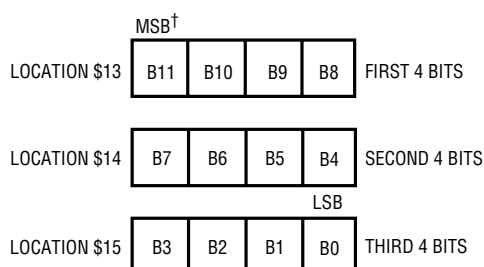 MSB†
LOCATION $13 B11 B10 B9 B8 FIRST 4 BITS
LOCATION $14 B7 B6 B5 B4 SECOND 4 BITS
LSB
LOCATION $15 B3 B2 B1 B0 THIRD 4 BITS